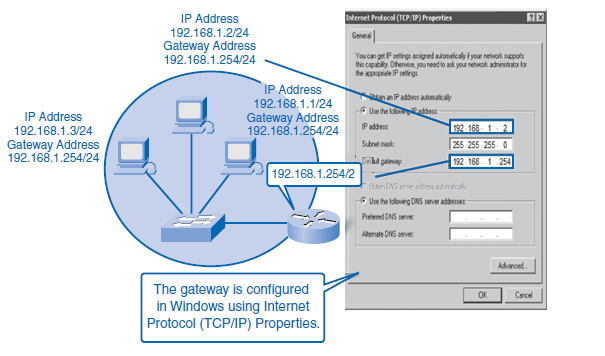 IP Address
192.168.1.2/24
Gateway Address
192.168.1.254/24
IP Address
192.168.1.1/24
Gateway Address
192.168.1.254/24
IP Address
192.168.1.3/24
Gateway Address
192.168.1.254/24
192.168.1.254/2
The gateway is configured
in Windows using Internet
Protocol (TCP/IP) Properties.
Internet Protocol (TCP/IP) Properties
General
You can get IP settings assigned automatically if your network supports
this capability. Otherwise, you need to ask your network administrator for
the appropriate IP settings.
Obtain an IP address automatically
Use the following IP address:
IP address: 192 . 168 . 1 . 2
Subnet mask: 255 . 255 . 255 . 0
Default gateway: 192 . 168 . 1 . 254
Obtain DNS server address automatically
Use the following DNS server addresses:
Preferred DNS server:
Alternate DNS server:
Advanced...
OK
Cancel